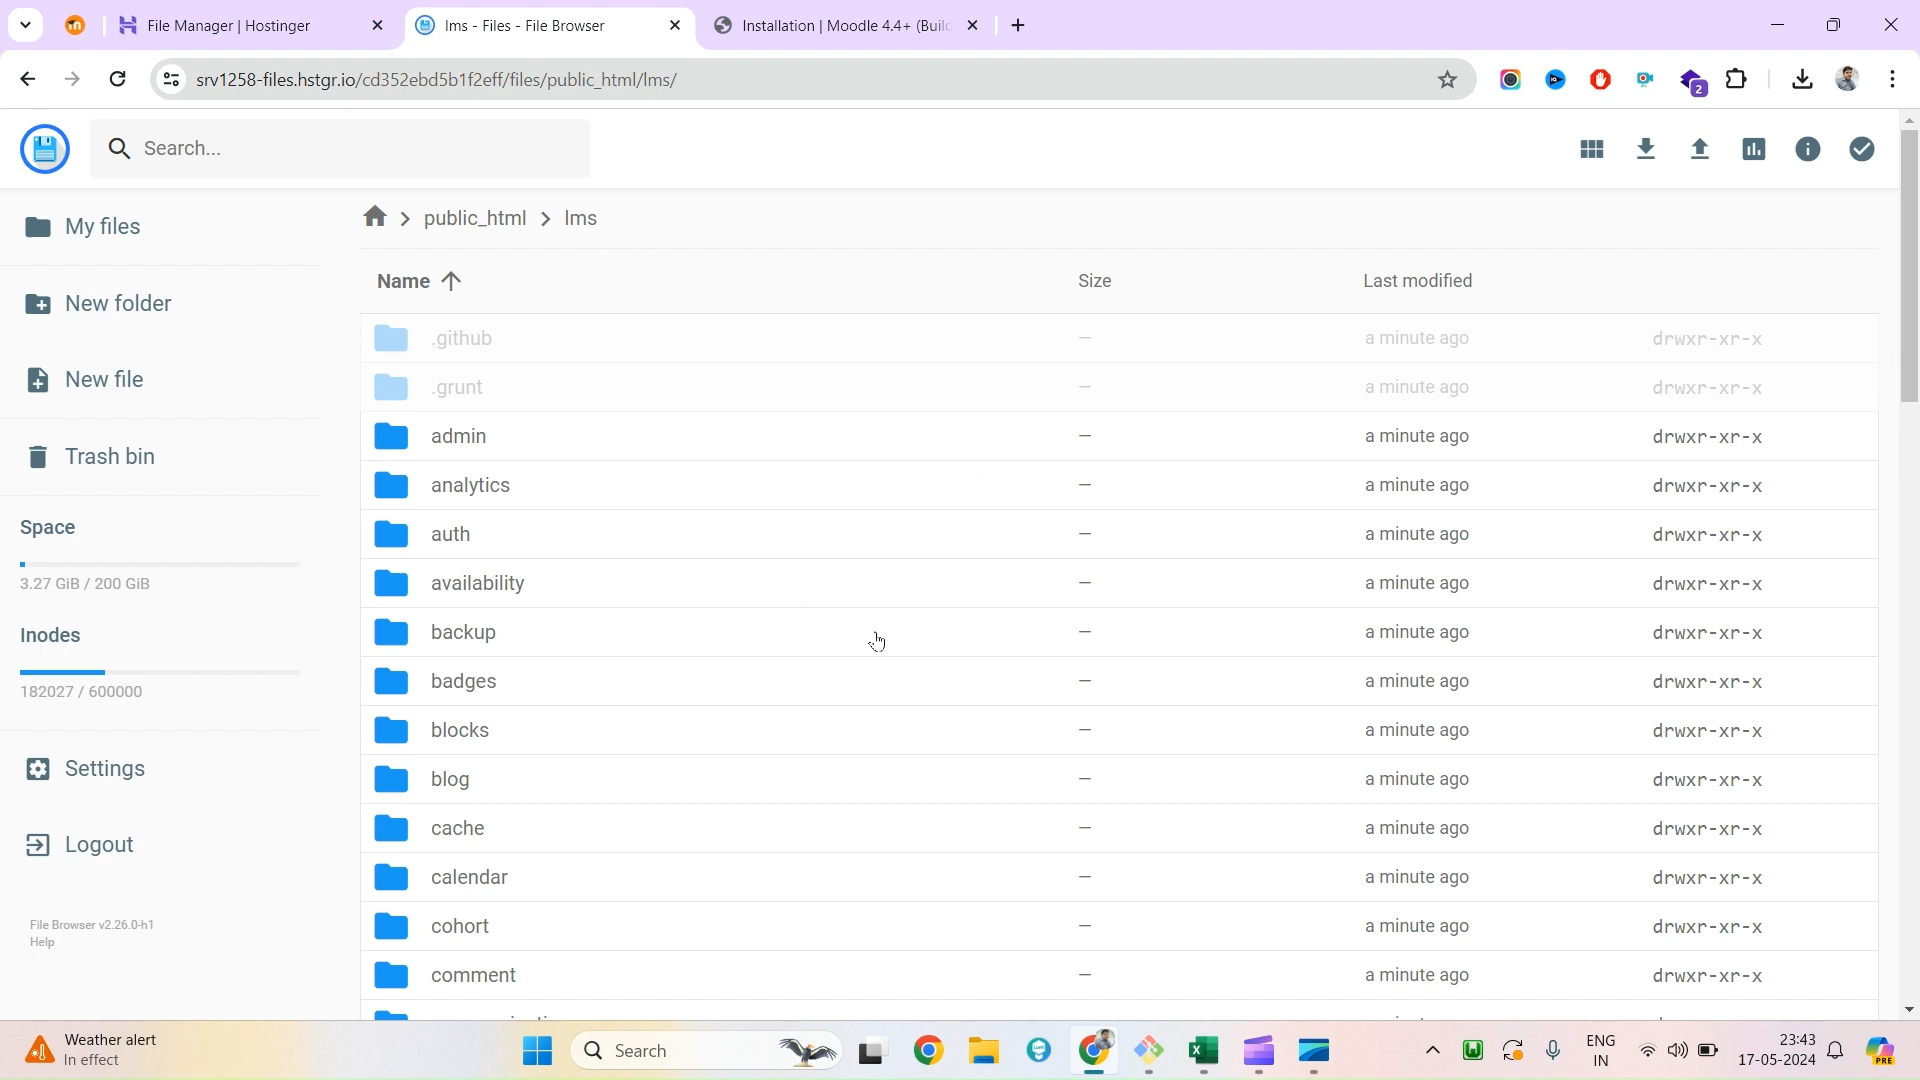 File Manager | Hostinger
lms - Files - File Browser
Installation | Moodle 4.4+ (Builc
srv1258-files.hstgr.io/cd352ebd5b1f2eff/files/public_html/lms/
2
Search...
My files
New folder
New file
Trash bin
Space
3.27 GiB / 200 GiB
Inodes
182027 / 600000
Settings
Logout
File Browser v2.26.0-h1
Help
public_html > lms
Name Size Last modified
.github — a minute ago drwxr-xr-x
.grunt — a minute ago drwxr-xr-x
admin — a minute ago drwxr-xr-x
analytics — a minute ago drwxr-xr-x
auth — a minute ago drwxr-xr-x
availability — a minute ago drwxr-xr-x
backup — a minute ago drwxr-xr-x
badges — a minute ago drwxr-xr-x
blocks — a minute ago drwxr-xr-x
blog — a minute ago drwxr-xr-x
cache — a minute ago drwxr-xr-x
calendar — a minute ago drwxr-xr-x
cohort — a minute ago drwxr-xr-x
comment — a minute ago drwxr-xr-x
Weather alert
In effect
Search
ENG
IN
23:43
17-05-2024
PRE